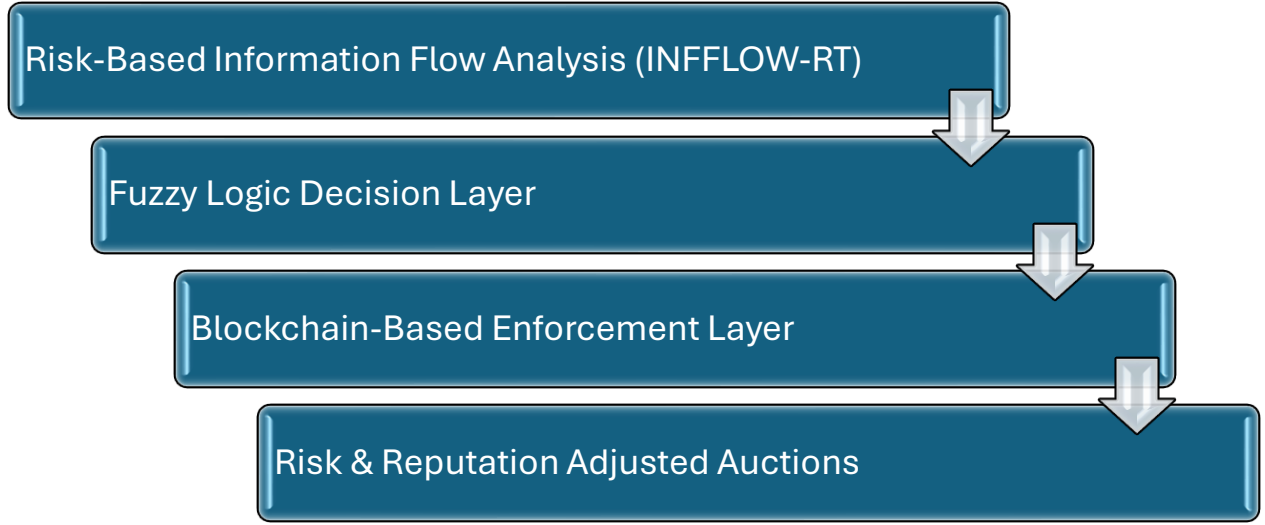 Risk-Based Information Flow Analysis (INFFLOW-RT)
Fuzzy Logic Decision Layer
Blockchain-Based Enforcement Layer
Risk & Reputation Adjusted Auctions